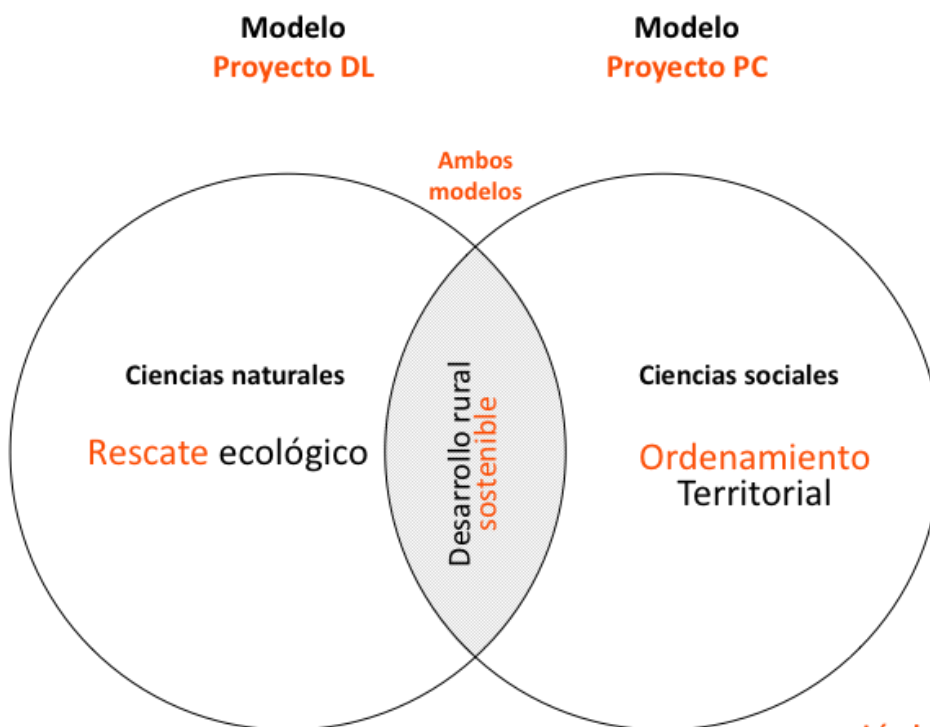 Modelo
Proyecto DL
Modelo
Proyecto PC
Ambos
modelos
Ciencias naturales
Rescate ecológico
Desarrollo rural
sostenible
Ciencias sociales
Ordenamiento
Territorial